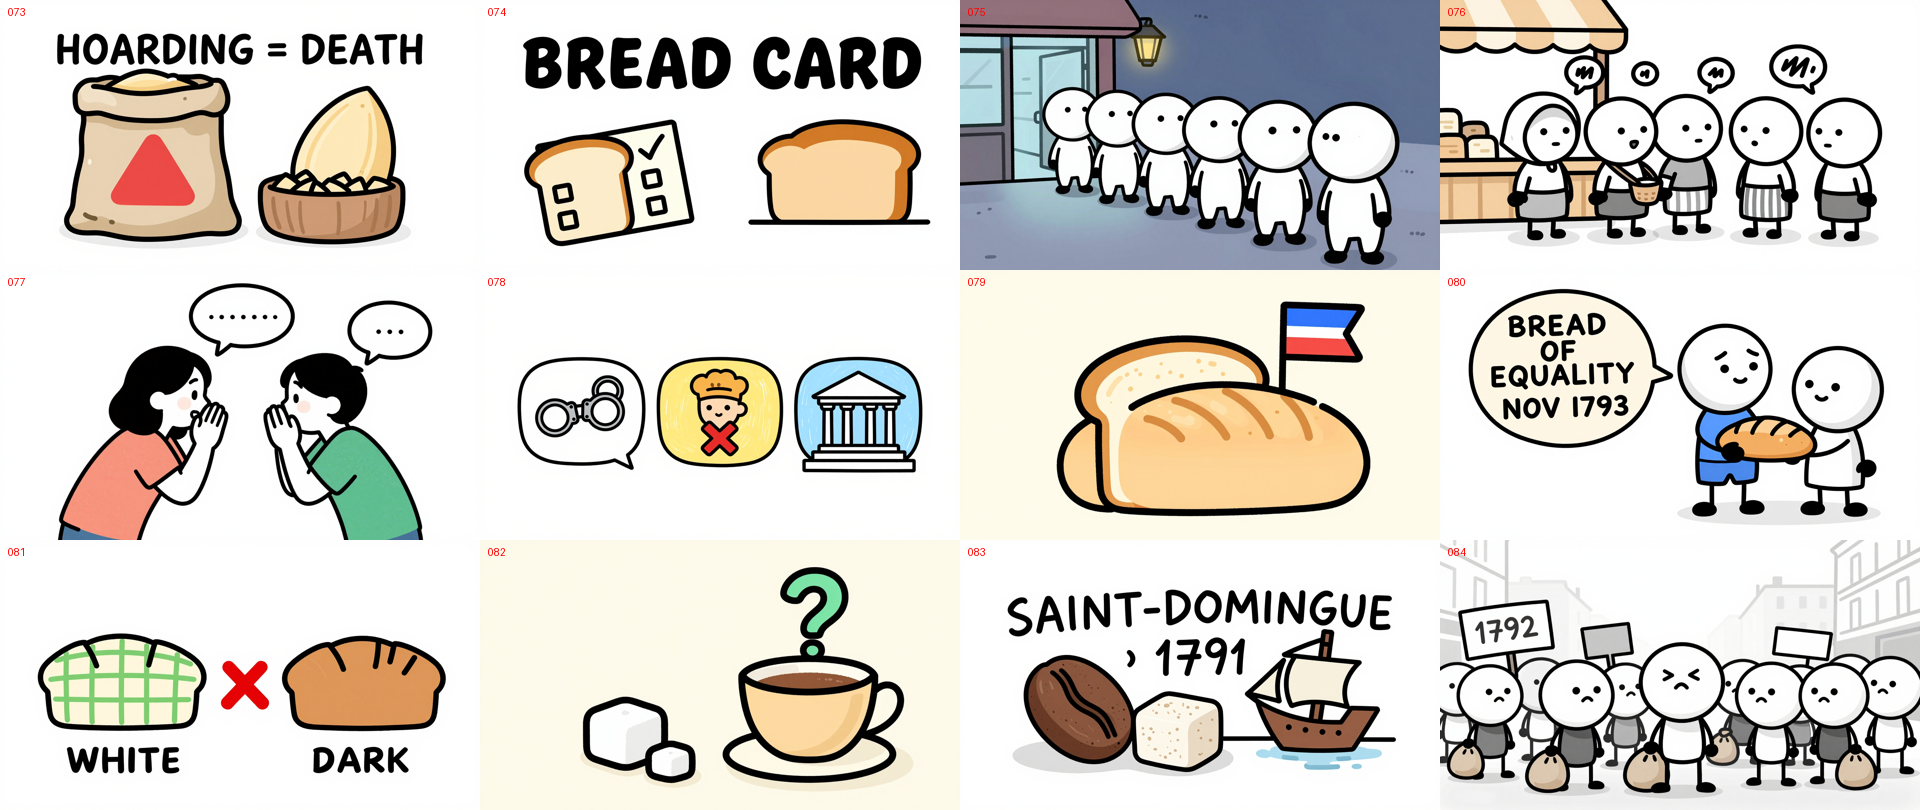 073
HOARDING = DEATH
074
BREAD CARD
075
076
077
078
079
080
BREAD
OF
EQUALITY
NOV 1793
081
WHITE
DARK
082
?
083
SAINT-DOMINGUE
, 1791
084
1792